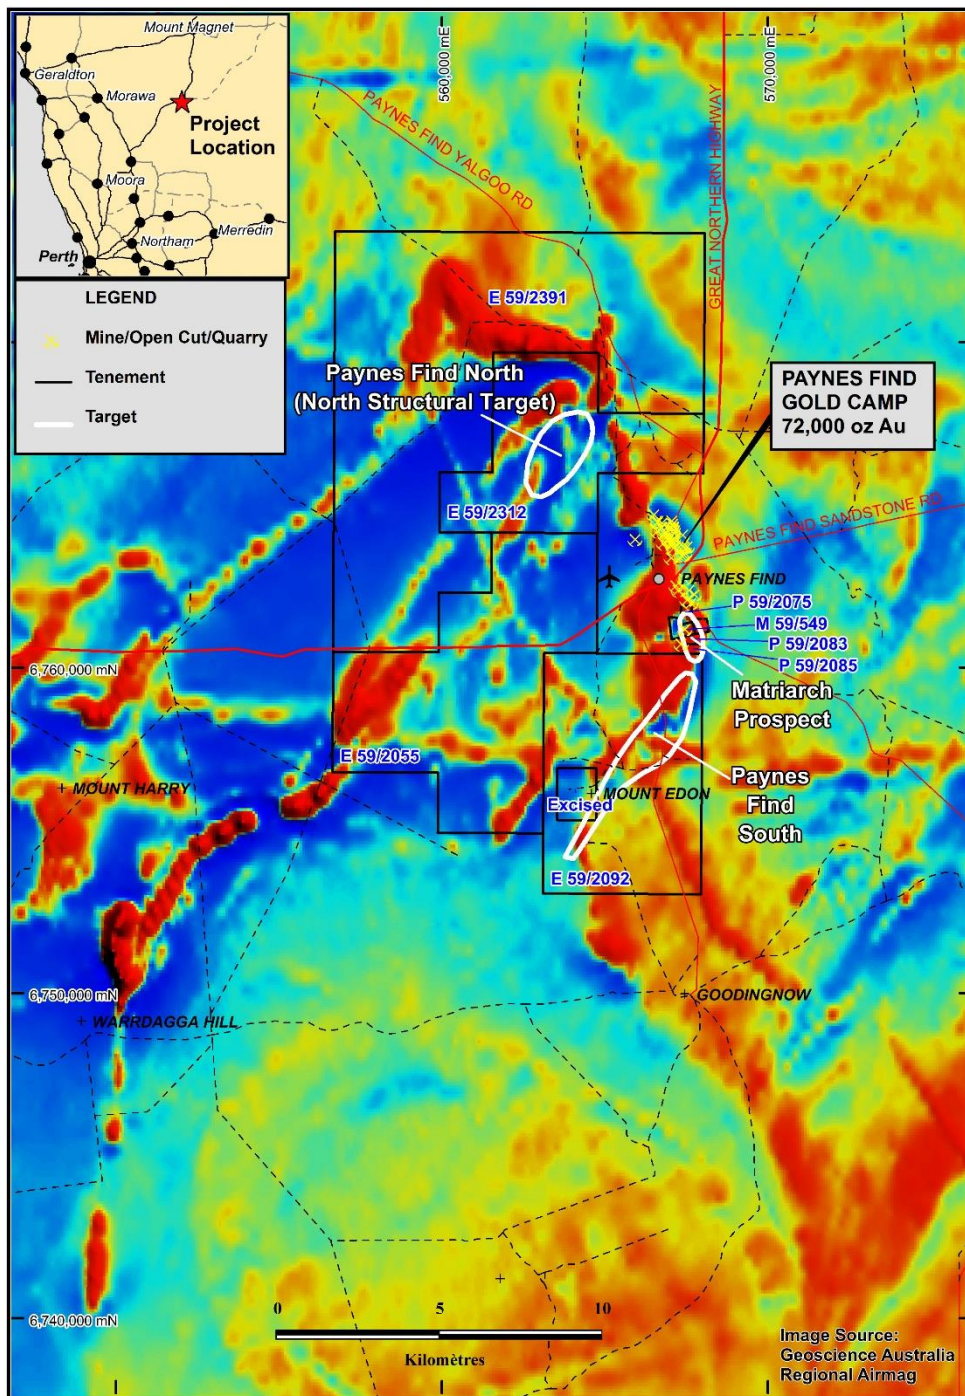 Mount Magnet
Geraldton
Morawa
Project
Location
Moora
Northam
Merredin
Perth
LEGEND
Mine/Open Cut/Quarry
Tenement
Target
560,000 mE
570,000 mE
PAYNES FIND YALGOO RD
GREAT NORTHERN HIGHWAY
E 59/2391
Paynes Find North
(North Structural Target)
PAYNES FIND
GOLD CAMP
72,000 oz Au
E 59/2312
PAYNES FIND SANDSTONE RD
PAYNES FIND
P 59/2075
M 59/549
P 59/2083
P 59/2085
6,760,000 mN
Matriarch
Prospect
E 59/2055
MOUNT HARRY
Excised
MOUNT EDON
Paynes
Find
South
E 59/2092
6,750,000 mN
GOODINGNOW
WARRDAGGA HILL
6,740,000 mN
0 5 10
Kilomètres
Image Source:
Geoscience Australia
Regional Airmag